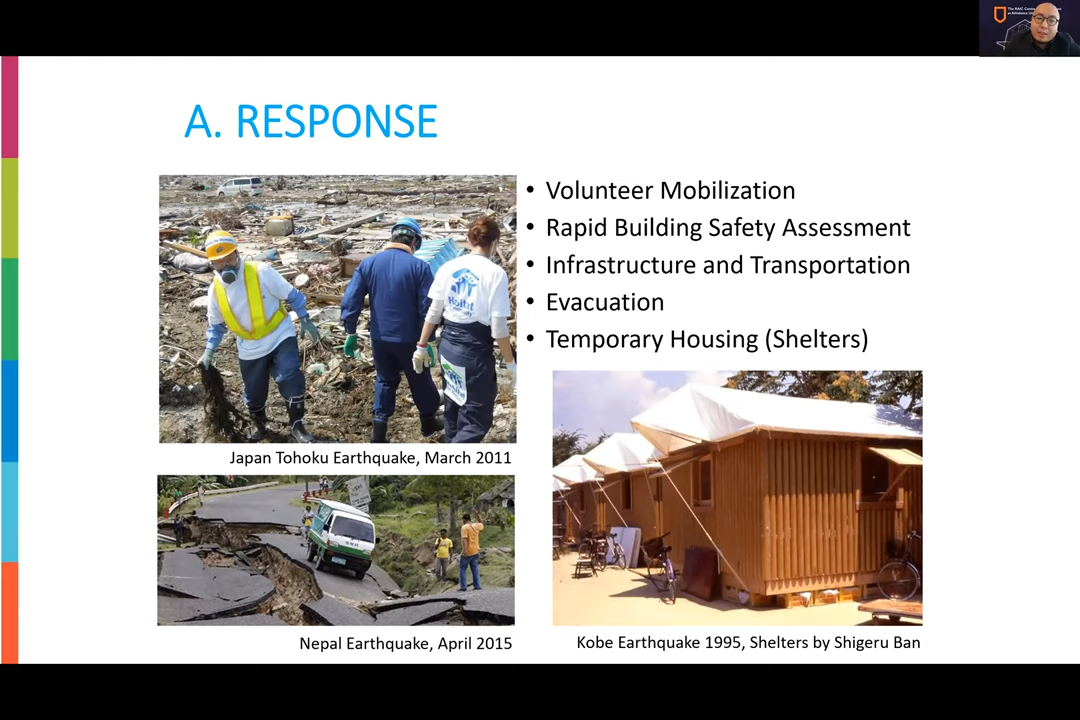 A. RESPONSE
• Volunteer Mobilization
• Rapid Building Safety Assessment
• Infrastructure and Transportation
• Evacuation
• Temporary Housing (Shelters)
Habitat
Japan Tohoku Earthquake, March 2011
Nepal Earthquake, April 2015
Kobe Earthquake 1995, Shelters by Shigeru Ban